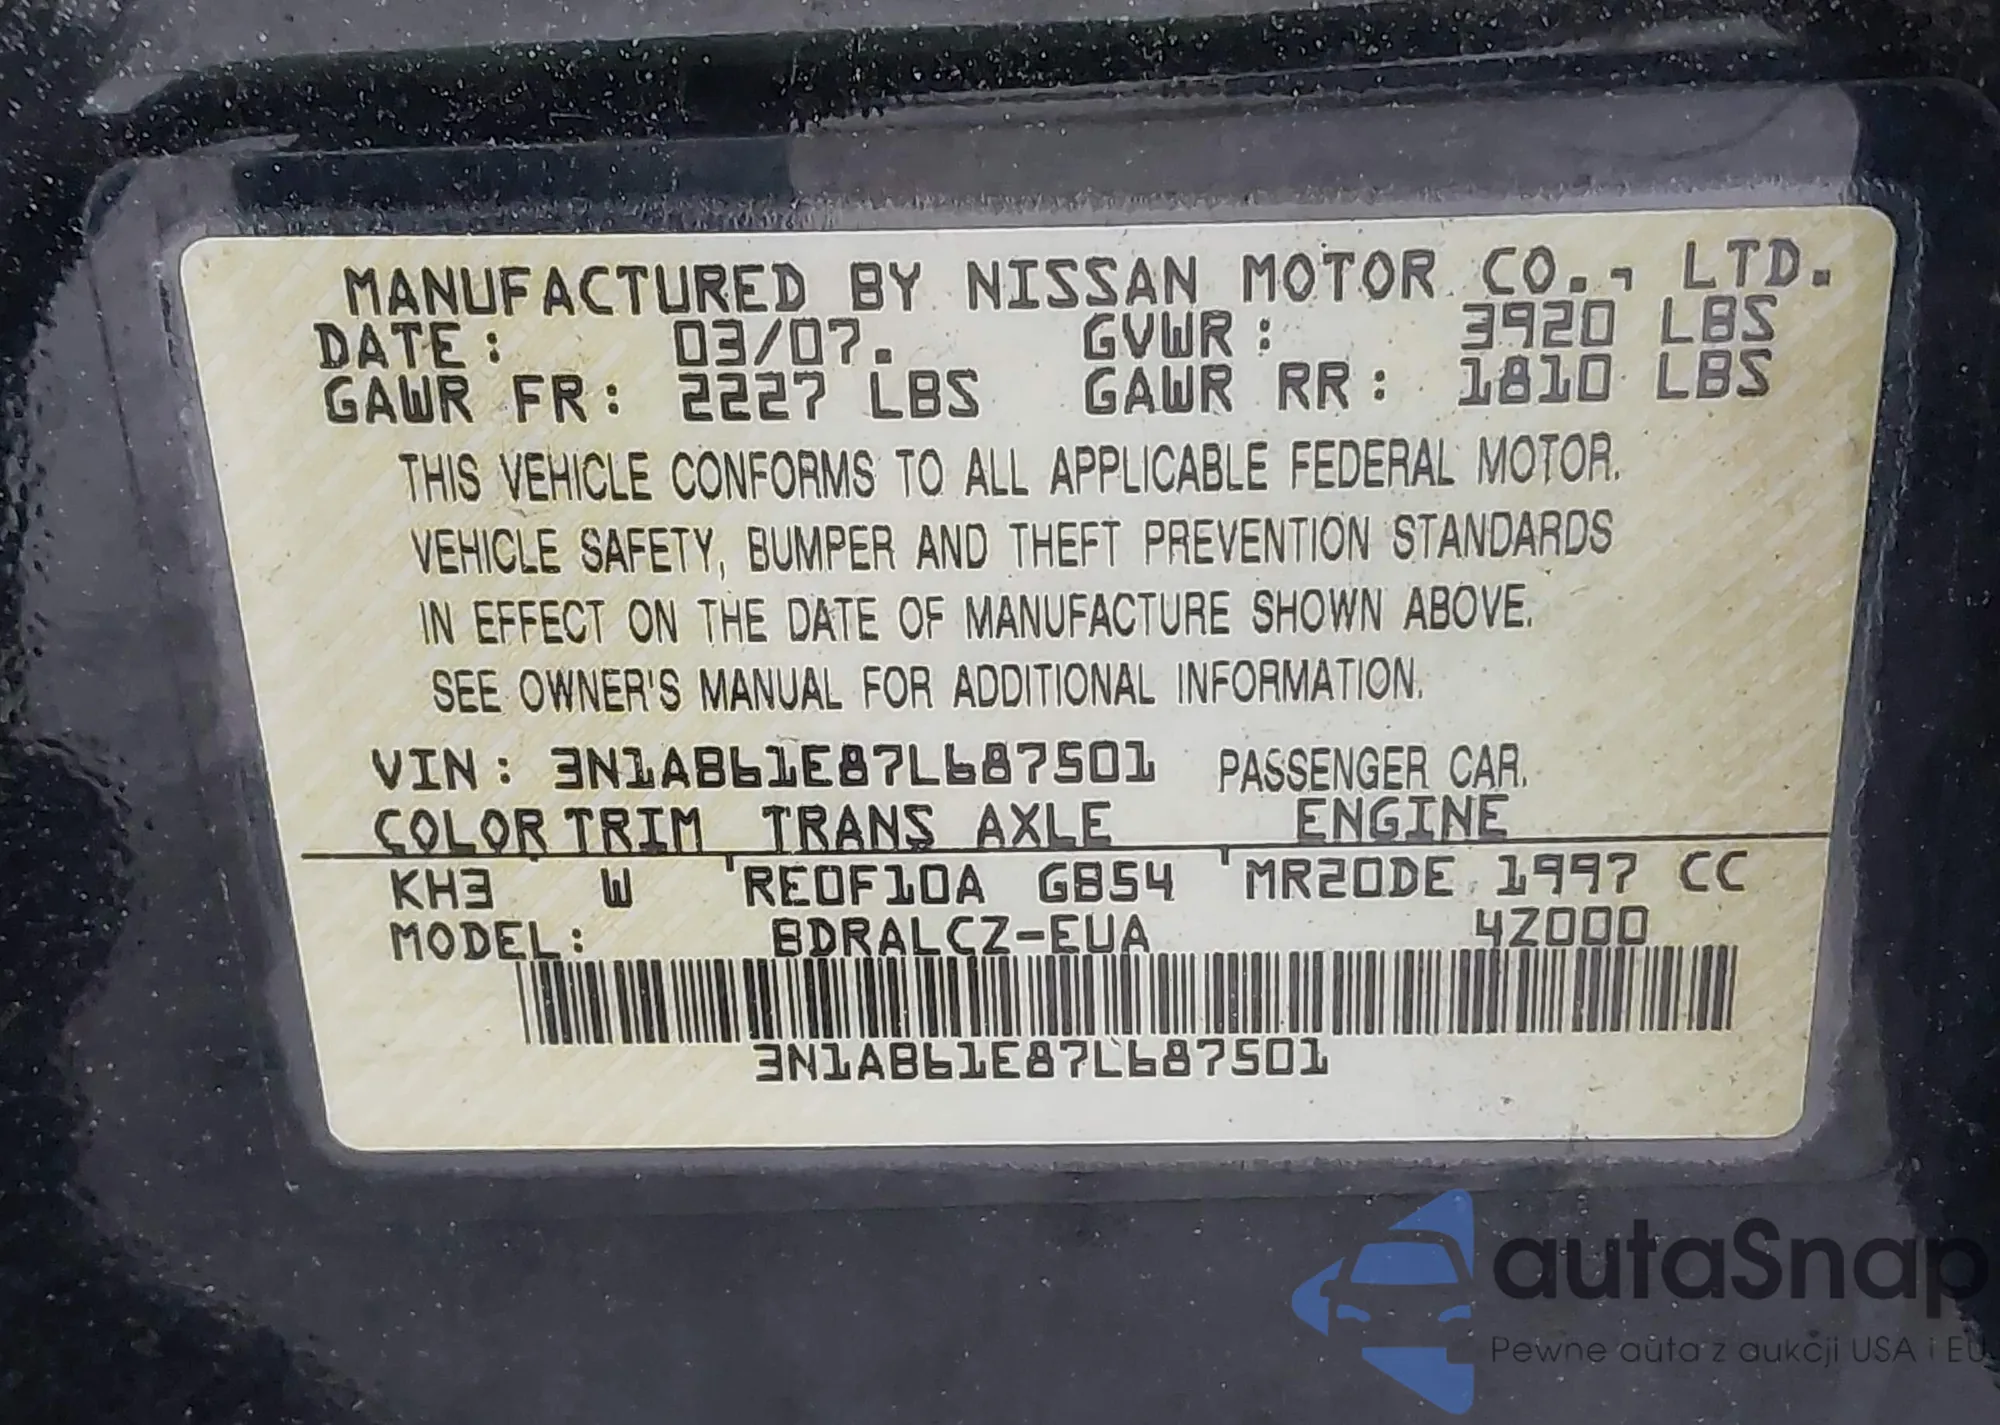 MANUFACTURED BY NISSAN MOTOR CO., LTD.
DATE: 03/07. GVWR: 3920 LBS
GAWR FR: 2227 LBS GAWR RR: 1810 LBS
THIS VEHICLE CONFORMS TO ALL APPLICABLE FEDERAL MOTOR.
VEHICLE SAFETY, BUMPER AND THEFT PREVENTION STANDARDS
IN EFFECT ON THE DATE OF MANUFACTURE SHOWN ABOVE.
SEE OWNER'S MANUAL FOR ADDITIONAL INFORMATION.
VIN: 3N1AB61E87L687501 PASSENGER CAR.
COLOR TRIM TRANS AXLE ENGINE
KH3 W RE0F10A GB54 MR20DE 1997 CC
MODEL: BDRALCZ-EUA 4Z000
3N1AB61E87L687501
autaSnap
Pewne auta z aukcji USA i EU